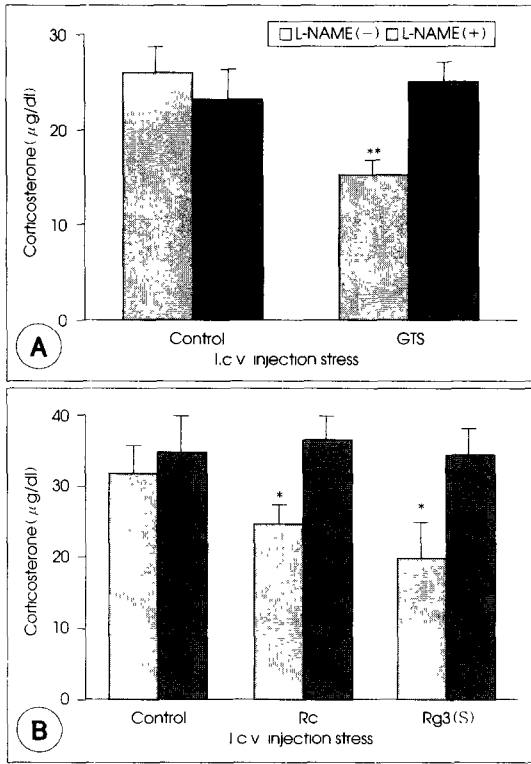 30
20
10
0
Corticosterone(μg/dl)
L-NAME(-) L-NAME(+)
**
Control GTS
I.c v injection stress
A
40
30
20
10
0
Corticosterone(μg/dl)
*
*
Control Rc Rg3(S)
I.c v injection stress
B